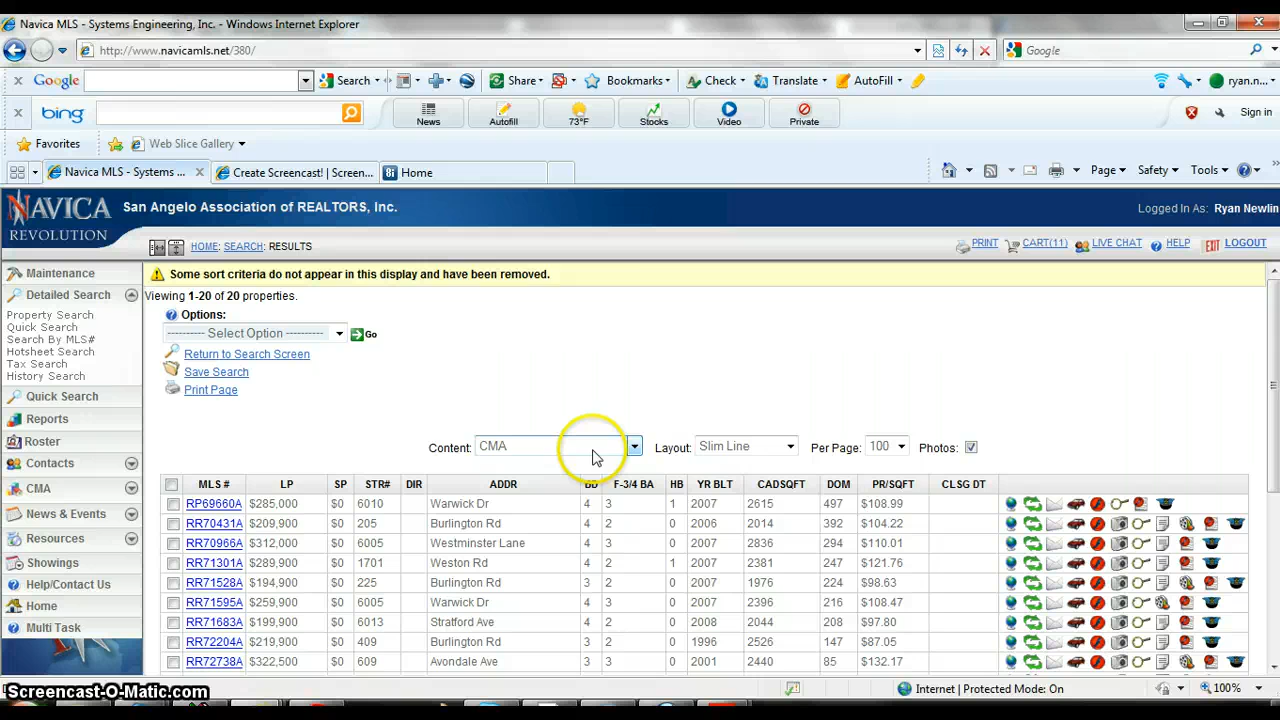 Navica MLS - Systems Engineering, Inc. - Windows Internet Explorer
http://www.navicamls.net/380/
Google
x Google Search Share Bookmarks Check Translate AutoFill ryan.n...
x bing News Autofill 73°F Stocks Video Private Sign in
Favorites Web Slice Gallery
Navica MLS - Systems ... x Create Screencast! | Screen... 8i Home Page Safety Tools
NAVICA REVOLUTION
San Angelo Association of REALTORS, Inc.
Logged In As: Ryan Newlin
HOME: SEARCH: RESULTS
PRINT CART(11) LIVE CHAT HELP EXIT LOGOUT
Maintenance
Detailed Search
Property Search
Quick Search
Search By MLS#
Hotsheet Search
Tax Search
History Search
Quick Search
Reports
Roster
Contacts
CMA
News & Events
Resources
Showings
Help/Contact Us
Home
Multi Task
Some sort criteria do not appear in this display and have been removed.
Viewing 1-20 of 20 properties.
Options:
---------- Select Option ---------- Go
Return to Search Screen
Save Search
Print Page
Content: CMA Layout: Slim Line Per Page: 100 Photos:
MLS # LP SP STR# DIR ADDR BD F-3/4 BA HB YR BLT CADSQFT DOM PR/SQFT CLSG DT
RP69660A $285,000 $0 6010 Warwick Dr 4 3 1 2007 2615 497 $108.99
RR70431A $209,900 $0 205 Burlington Rd 4 2 0 2006 2014 392 $104.22
RR70966A $312,000 $0 6005 Westminster Lane 4 3 0 2007 2836 294 $110.01
RR71301A $289,900 $0 1701 Weston Rd 4 2 1 2007 2381 247 $121.76
RR71528A $194,900 $0 225 Burlington Rd 4 2 0 2007 1976 224 $98.63
RR71595A $259,900 $0 6005 Warwick Dr 4 3 0 2007 2396 216 $108.47
RR71683A $199,900 $0 6013 Stratford Ave 4 2 0 2005 2044 208 $97.80
RR72204A $219,900 $0 409 Burlington Rd 3 2 0 1996 2526 147 $87.05
RR72738A $322,500 $0 609 Avondale Ave 3 2 0 2001 2440 85 $132.17
Screencast-O-Matic.com
Internet | Protected Mode: On
100%